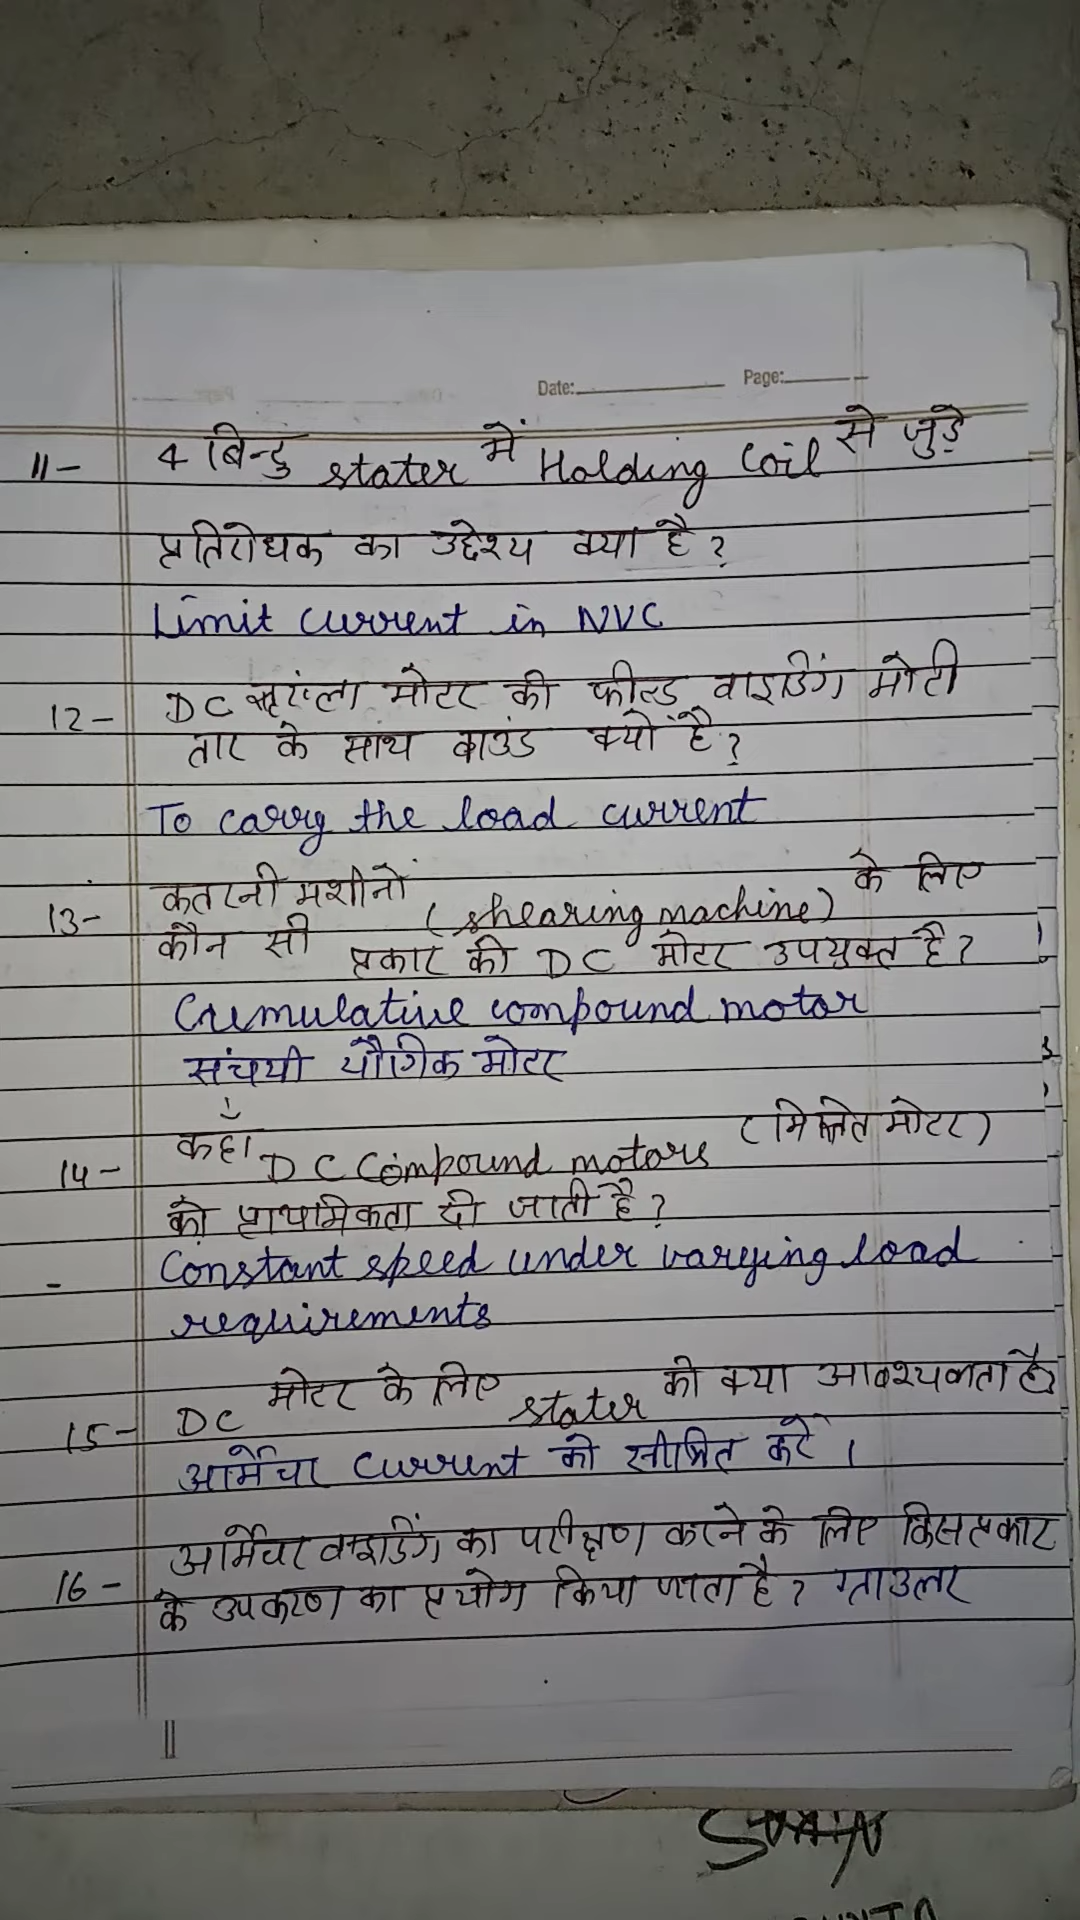 Date: Page:
11- 4 बिन्दु stater में Holding Coil से जुड़े
प्रतिरोधक का उद्देश्य क्या है?
Limit current in NVC
12- DC श्रृंखला मोटर की फील्ड वाइडिंग मोटी
तार के साथ वाउंड क्यों है?
To carry the load current
13- कतरनी मशीनों (shearing machine) के लिए
कौन सी प्रकार की DC मोटर उपयुक्त है?
Cumulative compound motor
संचयी यौगिक मोटर
14- कहाँ DC Compound motors (मिश्रित मोटर)
को प्राथमिकता दी जाती है?
- Constant speed under varying load
requirements
15- DC मोटर के लिए stater की क्या आवश्यकता है?
आर्मेचर current को सीमित करें ।
16- आर्मेचर वाइडिंग का परीक्षण करने के लिए किस प्रकार
के उपकरण का प्रयोग किया जाता है? ग्राउलर